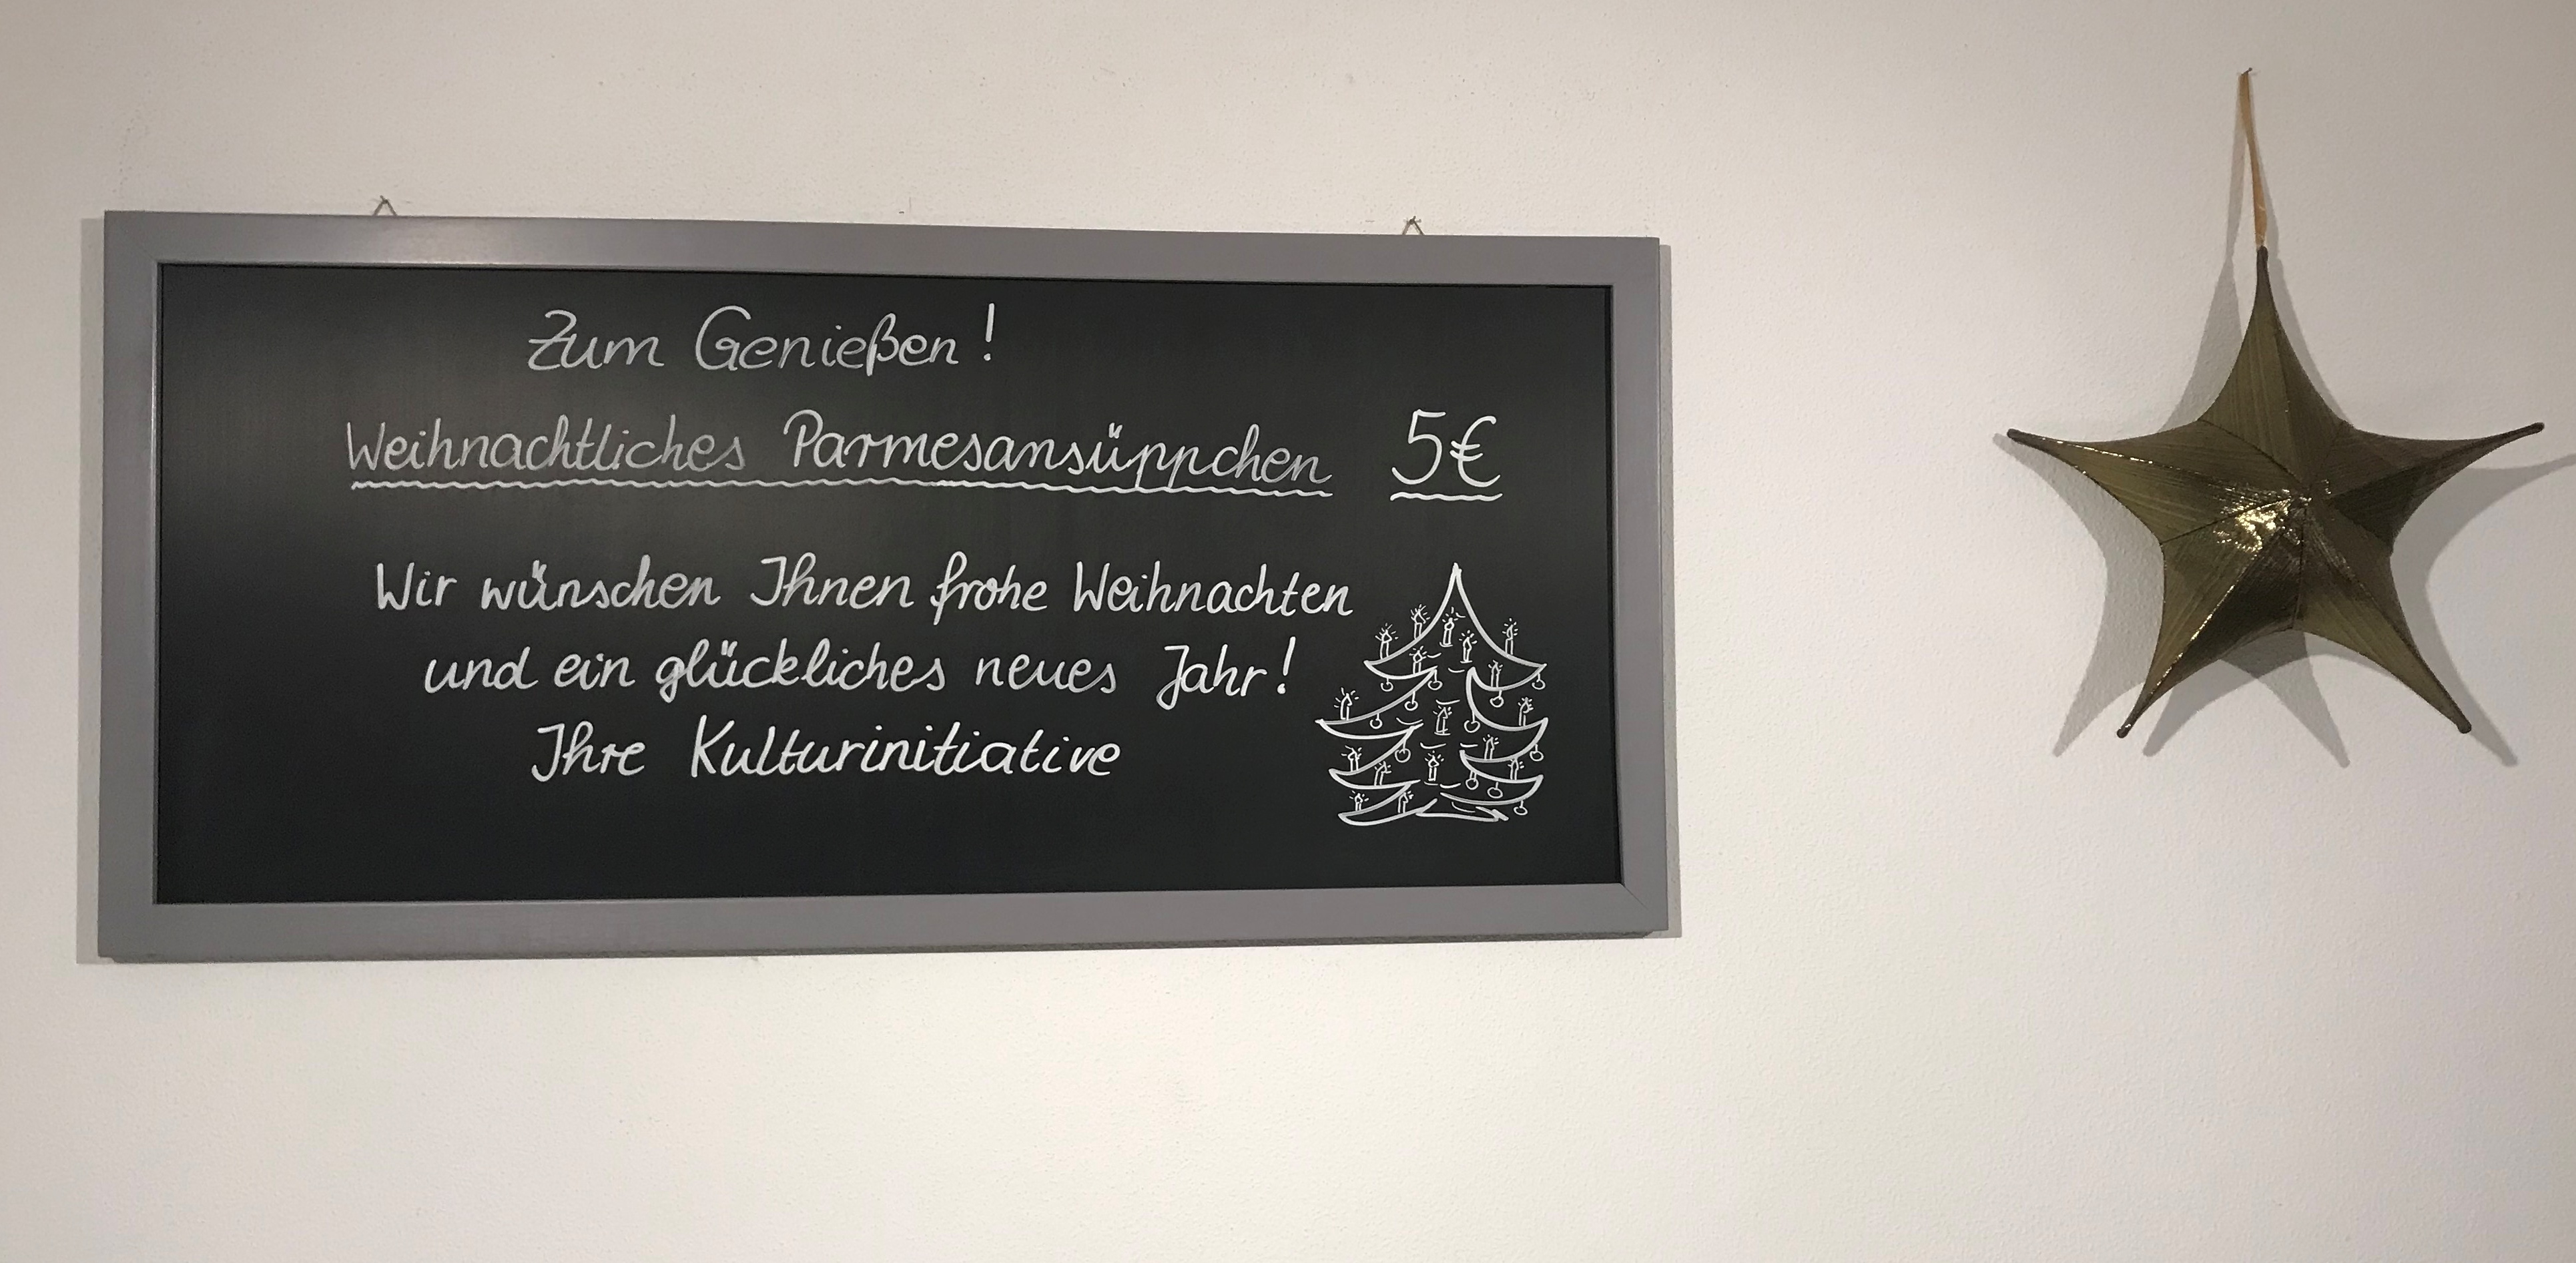 Zum Genießen!
Weihnachtliches Parmesansüppchen 5€
Wir wünschen Ihnen frohe Weihnachten
und ein glückliches neues Jahr!
Ihre Kulturinitiative